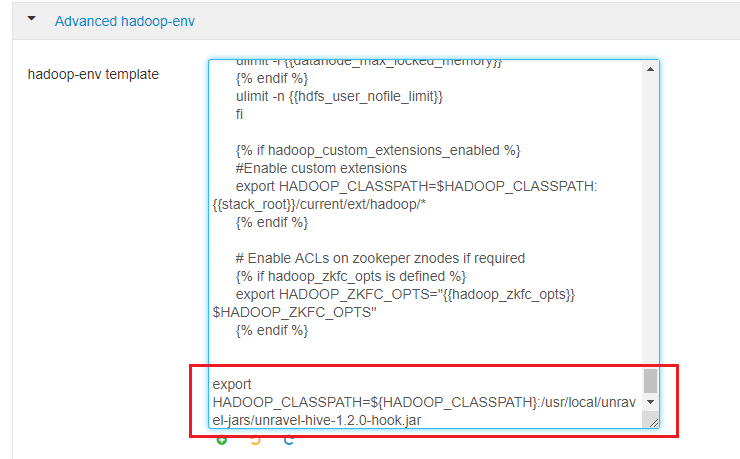 Advanced hadoop-env
hadoop-env template
ulimit -l {{datanode_max_locked_memory}}
{% endif %}
ulimit -n {{hdfs_user_nofile_limit}}
fi
{% if hadoop_custom_extensions_enabled %}
#Enable custom extensions
export HADOOP_CLASSPATH=$HADOOP_CLASSPATH:
{{stack_root}}/current/ext/hadoop/*
{% endif %}
# Enable ACLs on zookeper znodes if required
{% if hadoop_zkfc_opts is defined %}
export HADOOP_ZKFC_OPTS="{{hadoop_zkfc_opts}}
$HADOOP_ZKFC_OPTS"
{% endif %}
export
HADOOP_CLASSPATH=${HADOOP_CLASSPATH}:/usr/local/unrav
el-jars/unravel-hive-1.2.0-hook.jar